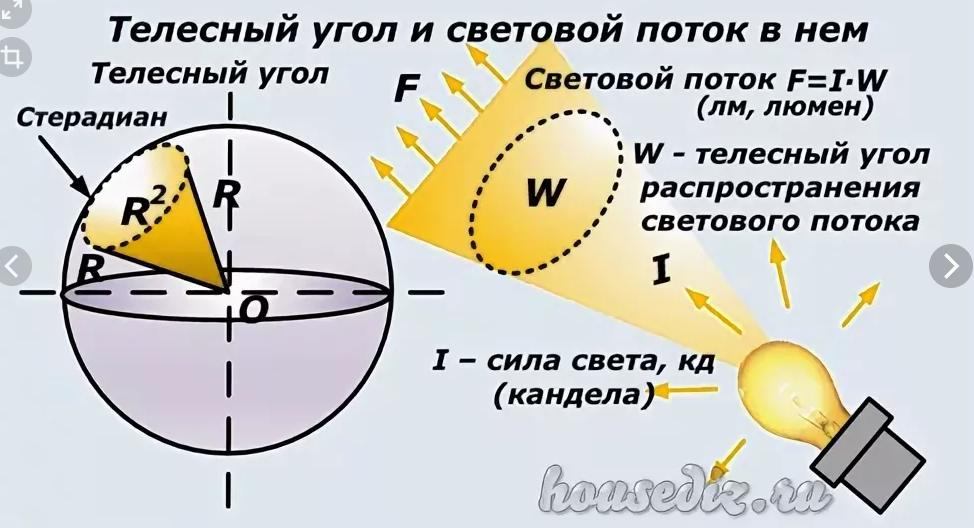 Телесный угол и световой поток в нем
Телесный угол
Стерадиан
R²
R
R
O
F
Световой поток F=I·W
(лм, люмен)
W
W - телесный угол
распространения
светового потока
I
I – сила света, кд
(кандела)
housediz.ru